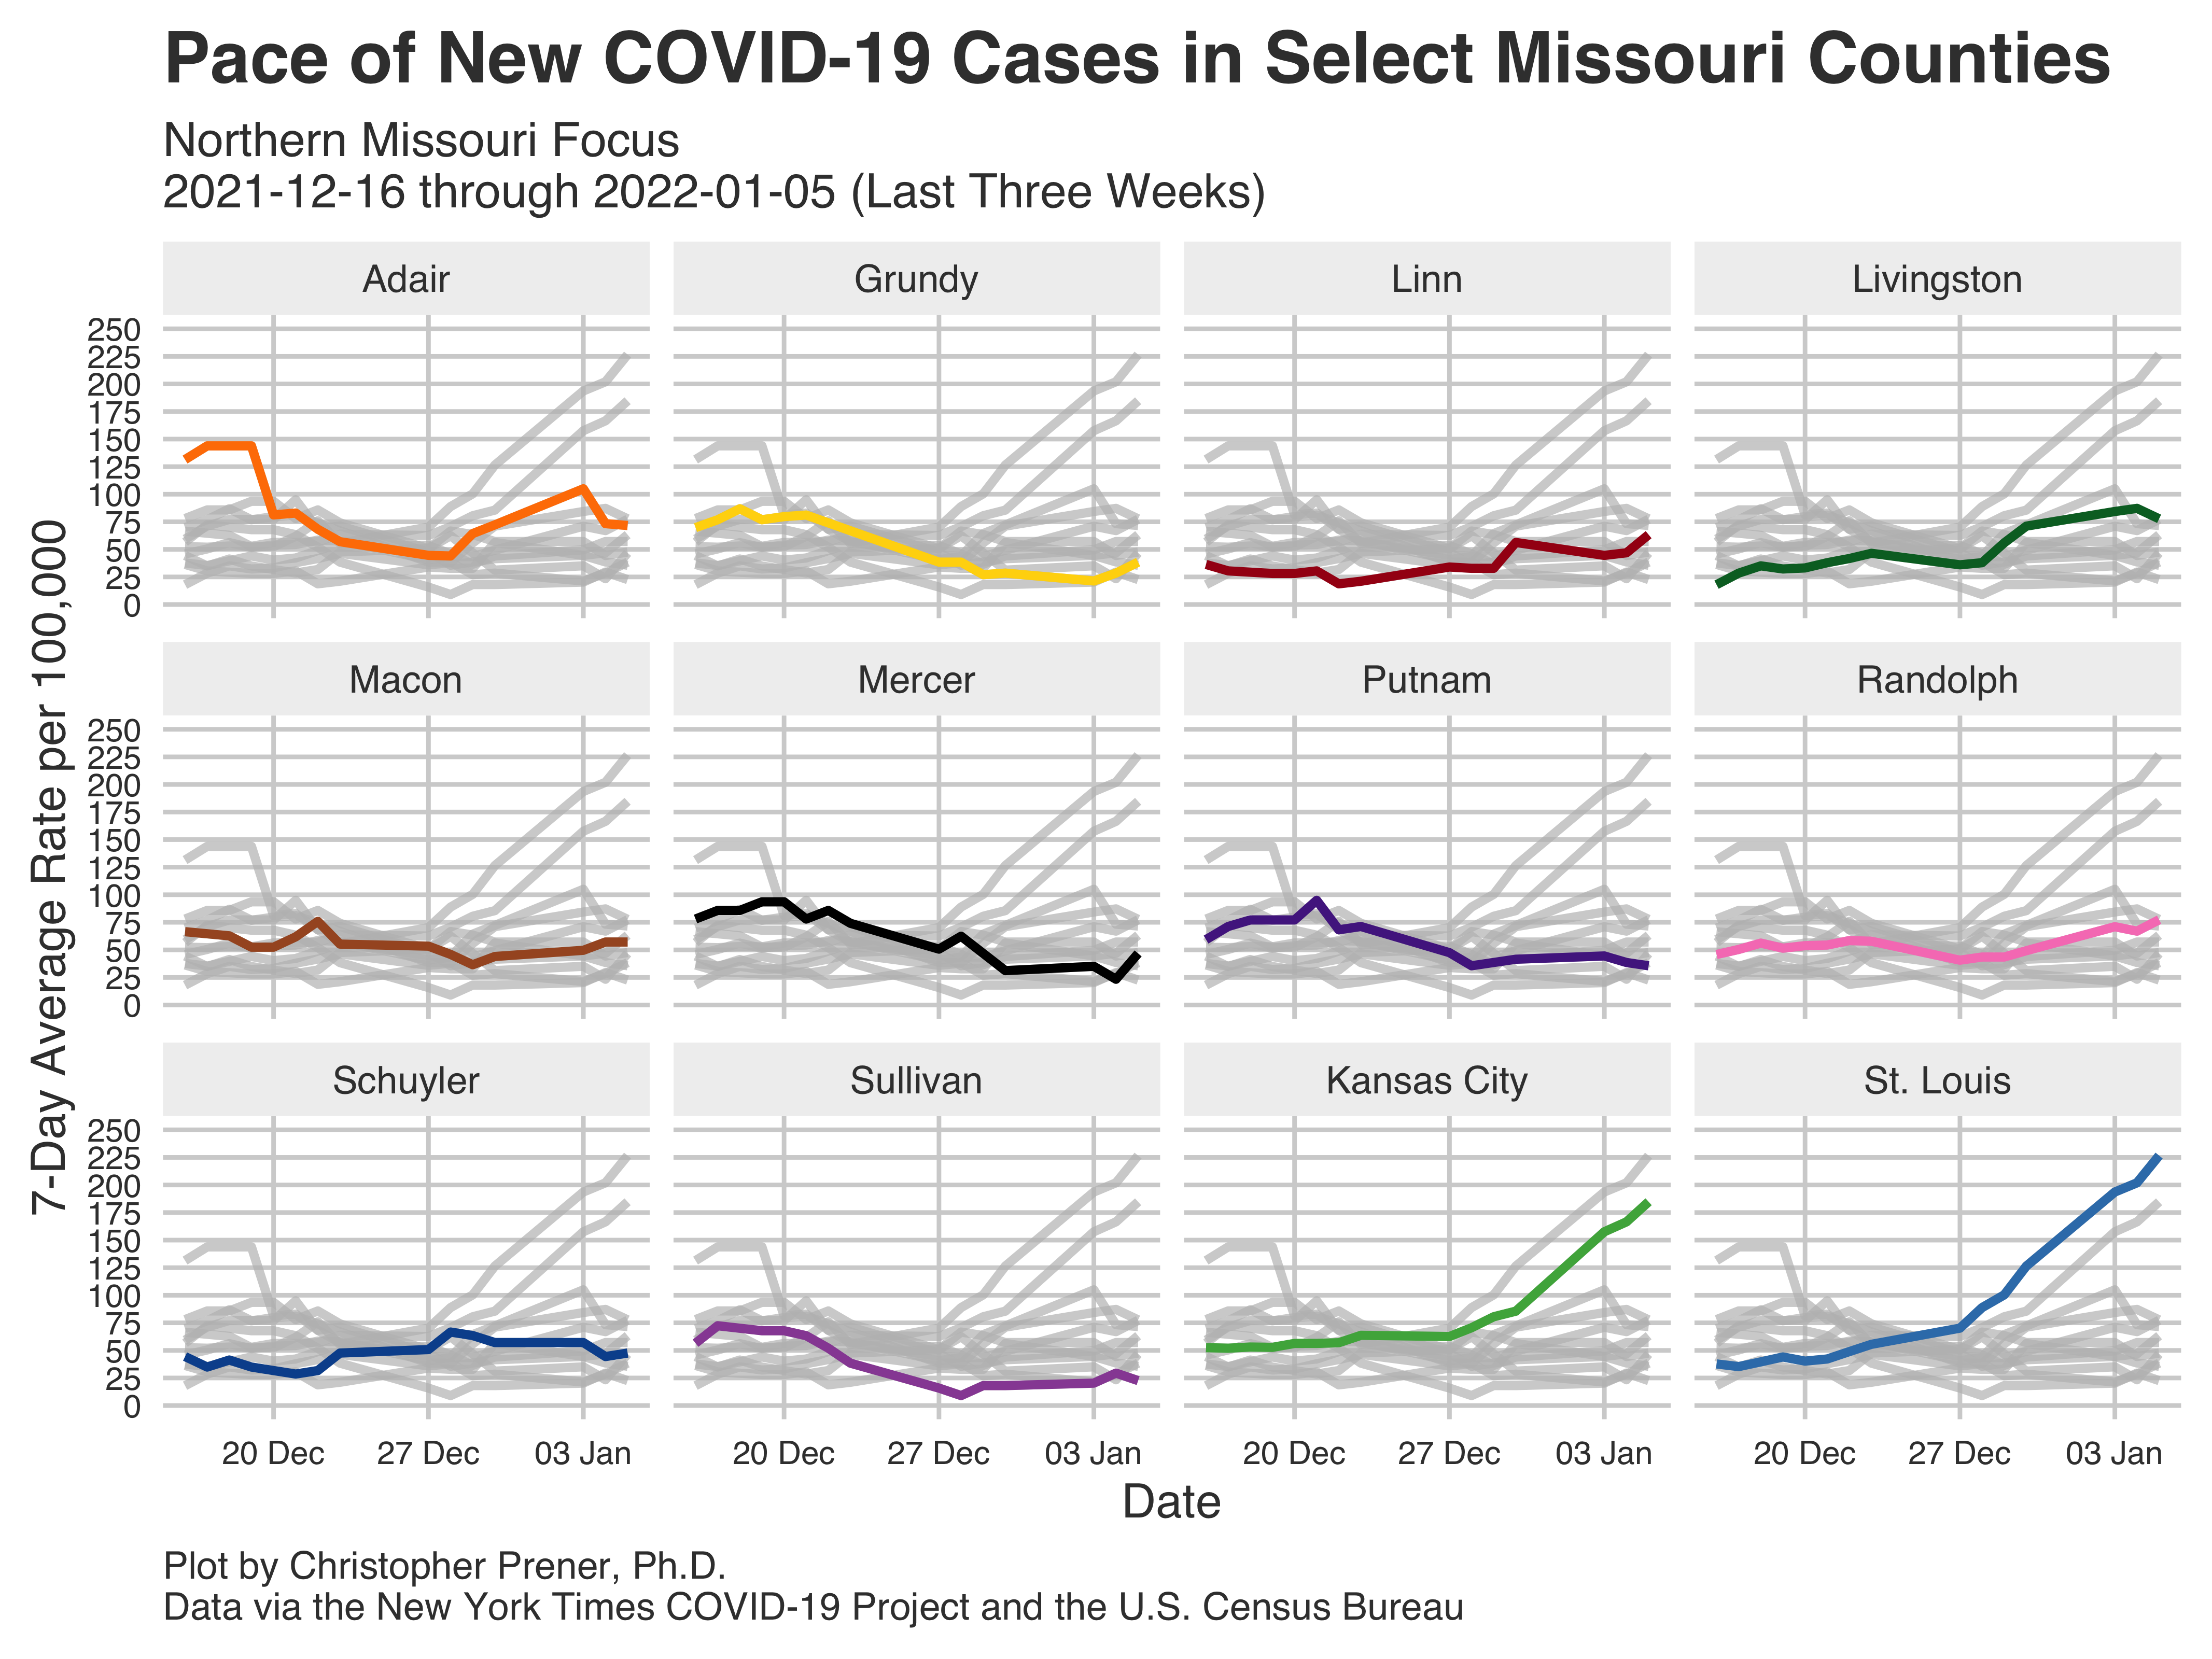 Pace of New COVID-19 Cases in Select Missouri Counties
Northern Missouri Focus
2021-12-16 through 2022-01-05 (Last Three Weeks)
7-Day Average Rate per 100,000
Adair
Grundy
Linn
Livingston
250
225
200
175
150
125
100
75
50
25
0
Macon
Mercer
Putnam
Randolph
250
225
200
175
150
125
100
75
50
25
0
Schuyler
Sullivan
Kansas City
St. Louis
250
225
200
175
150
125
100
75
50
25
0
20 Dec
27 Dec
03 Jan
20 Dec
27 Dec
03 Jan
20 Dec
27 Dec
03 Jan
20 Dec
27 Dec
03 Jan
Date
Plot by Christopher Prener, Ph.D.
Data via the New York Times COVID-19 Project and the U.S. Census Bureau